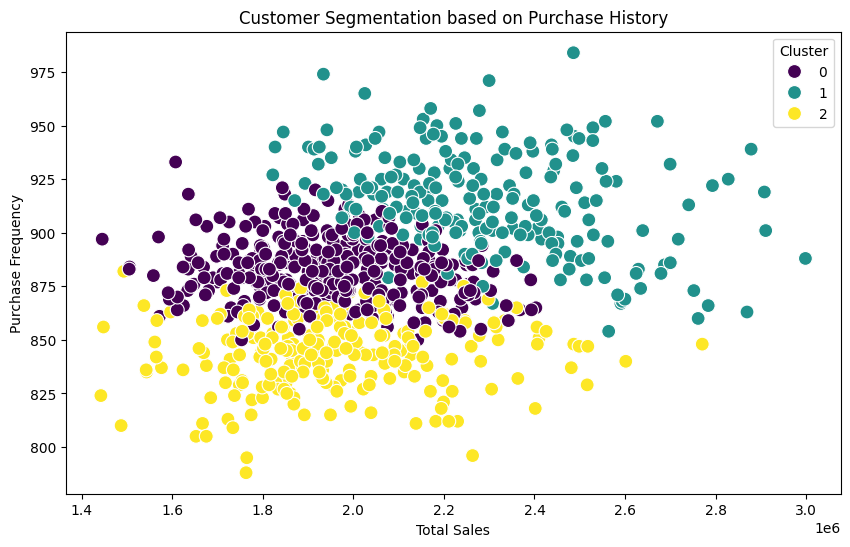 Customer Segmentation based on Purchase History
Cluster
0
1
2
Purchase Frequency
975
950
925
900
875
850
825
800
1.4 1.6 1.8 2.0 2.2 2.4 2.6 2.8 3.0
1e6
Total Sales